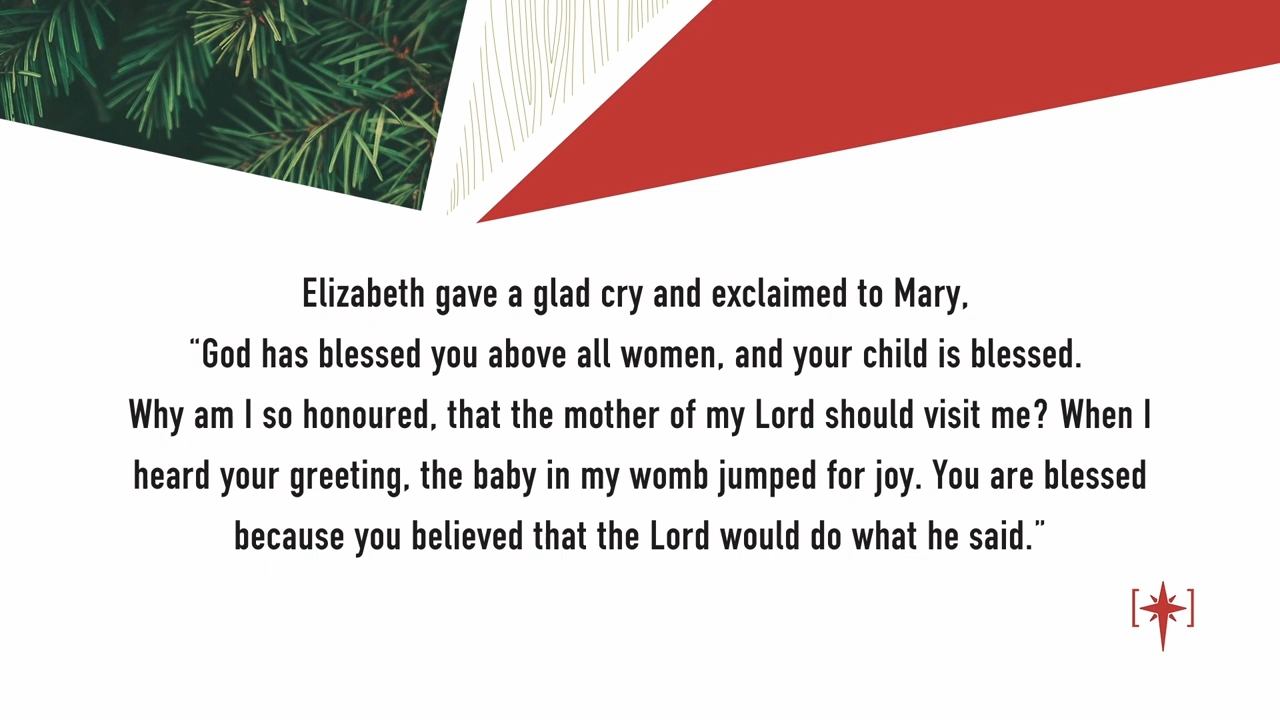 Elizabeth gave a glad cry and exclaimed to Mary,
“God has blessed you above all women, and your child is blessed.
Why am I so honoured, that the mother of my Lord should visit me? When I
heard your greeting, the baby in my womb jumped for joy. You are blessed
because you believed that the Lord would do what he said.”